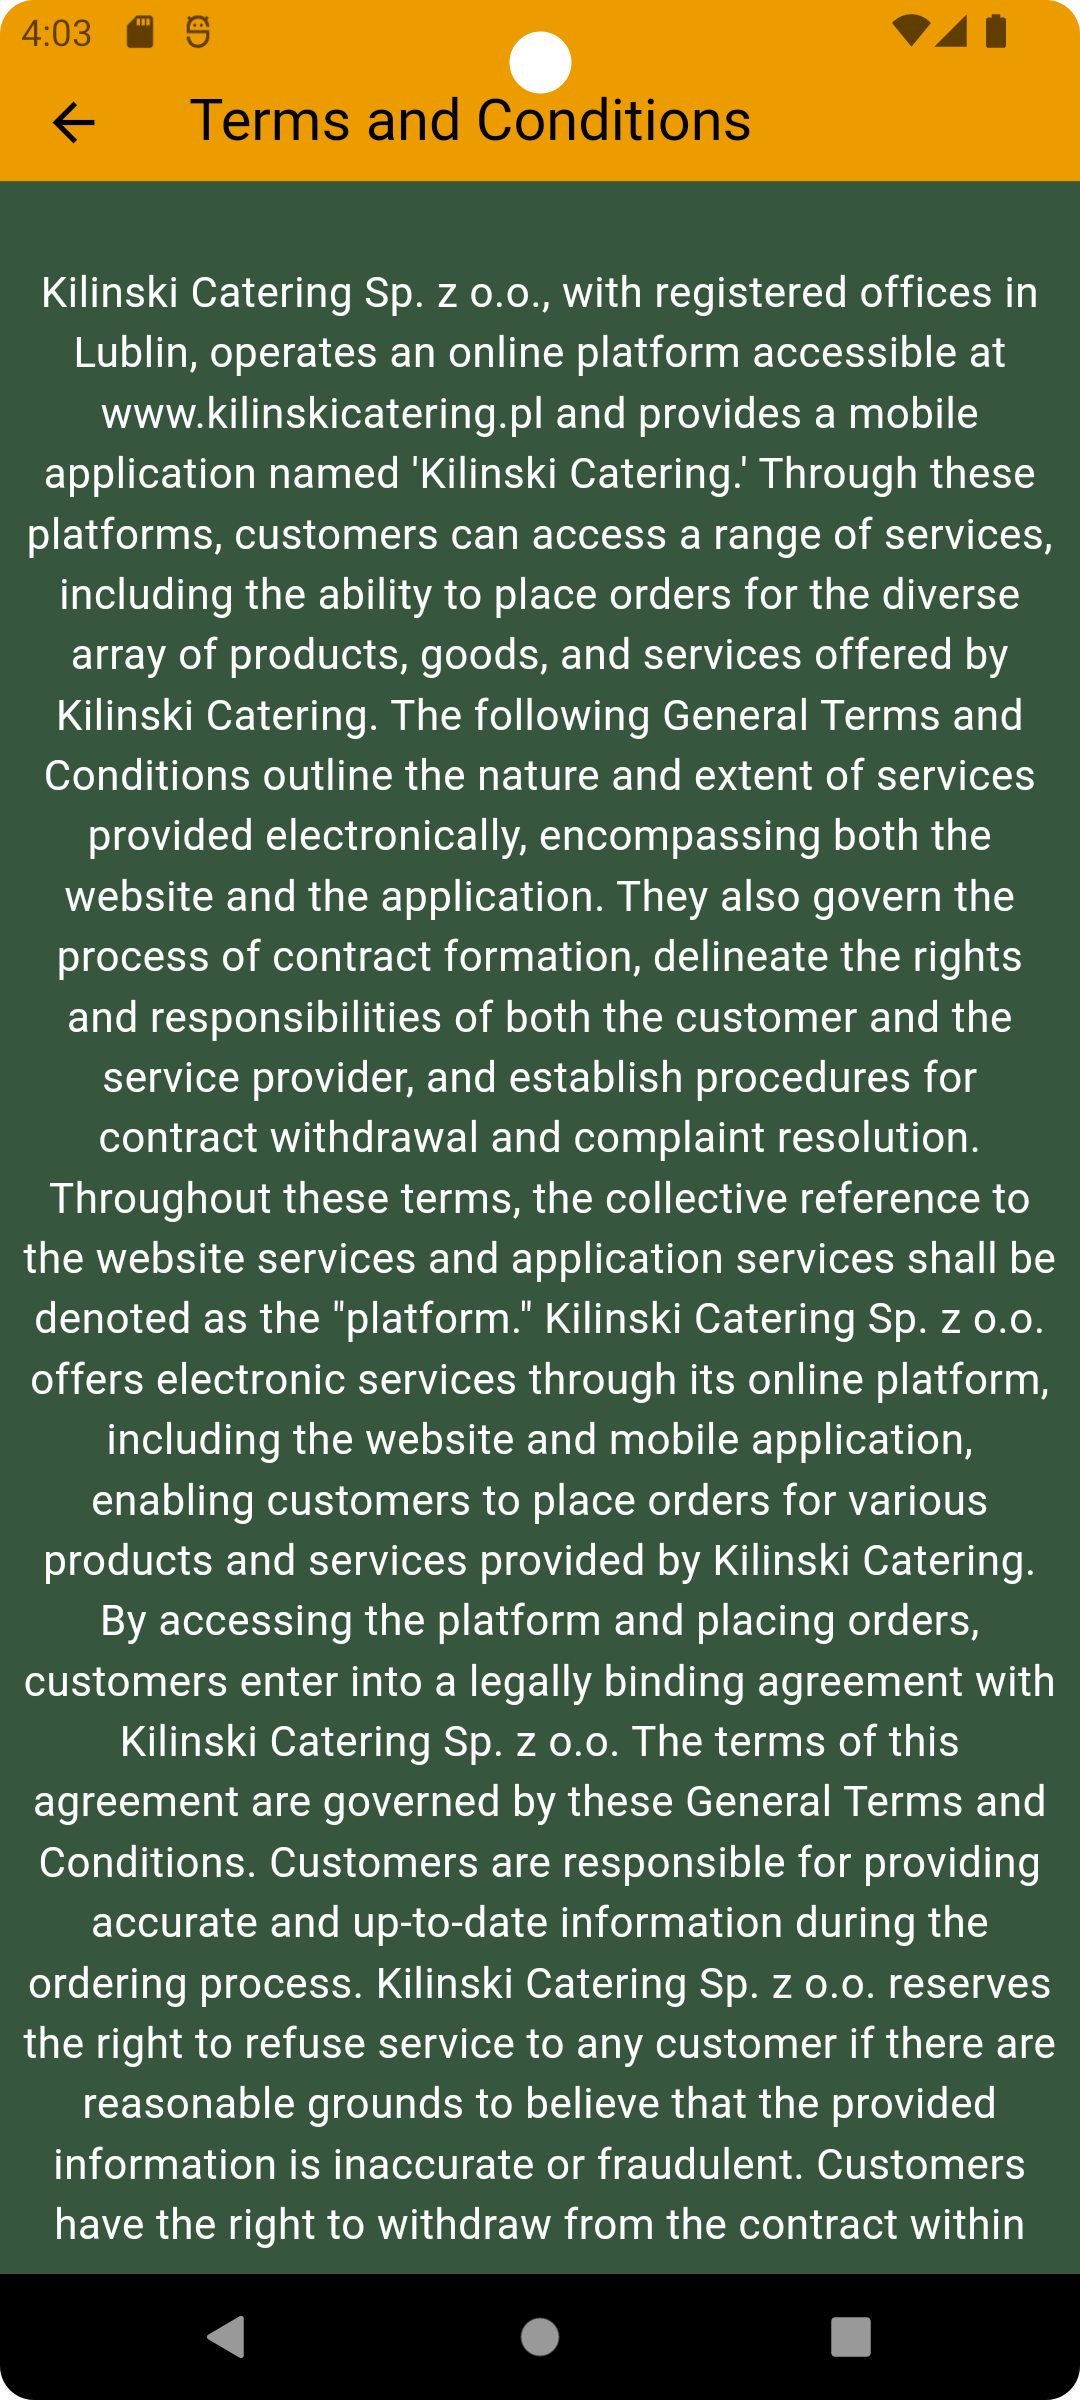 4:03
Terms and Conditions
Kilinski Catering Sp. z o.o., with registered offices in
Lublin, operates an online platform accessible at
www.kilinskicatering.pl and provides a mobile
application named 'Kilinski Catering.' Through these
platforms, customers can access a range of services,
including the ability to place orders for the diverse
array of products, goods, and services offered by
Kilinski Catering. The following General Terms and
Conditions outline the nature and extent of services
provided electronically, encompassing both the
website and the application. They also govern the
process of contract formation, delineate the rights
and responsibilities of both the customer and the
service provider, and establish procedures for
contract withdrawal and complaint resolution.
Throughout these terms, the collective reference to
the website services and application services shall be
denoted as the "platform." Kilinski Catering Sp. z o.o.
offers electronic services through its online platform,
including the website and mobile application,
enabling customers to place orders for various
products and services provided by Kilinski Catering.
By accessing the platform and placing orders,
customers enter into a legally binding agreement with
Kilinski Catering Sp. z o.o. The terms of this
agreement are governed by these General Terms and
Conditions. Customers are responsible for providing
accurate and up-to-date information during the
ordering process. Kilinski Catering Sp. z o.o. reserves
the right to refuse service to any customer if there are
reasonable grounds to believe that the provided
information is inaccurate or fraudulent. Customers
have the right to withdraw from the contract within